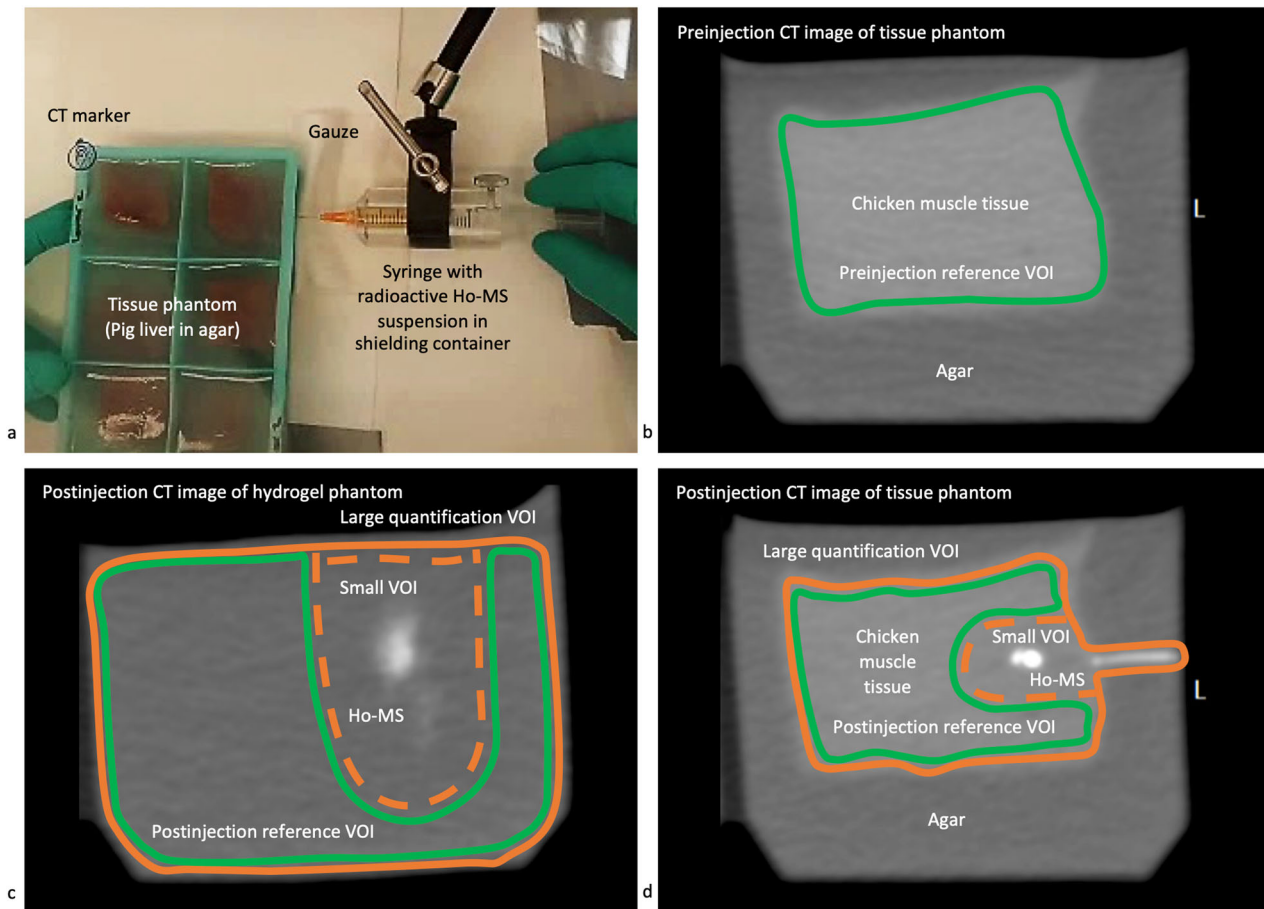 CT marker
Gauze
Tissue phantom
(Pig liver in agar)
Syringe with
radioactive Ho-MS
suspension in
shielding container
a
Preinjection CT image of tissue phantom
Chicken muscle tissue
Preinjection reference VOI
Agar
L
b
Postinjection CT image of hydrogel phantom
Large quantification VOI
Small VOI
Ho-MS
Postinjection reference VOI
c
Postinjection CT image of tissue phantom
Large quantification VOI
Small VOI
Chicken
muscle
tissue
Ho-MS
Postinjection reference VOI
Agar
L
d